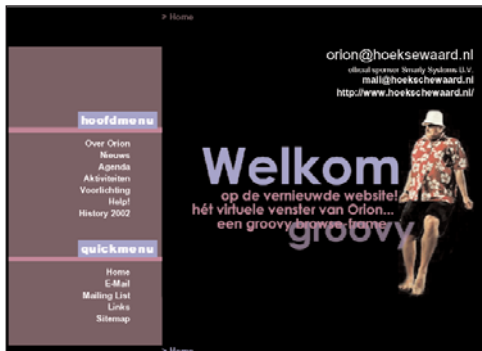 > Home
orion@hoeksewaard.nl
official sponsor Smarly Systems B.V.
mail@hoekschewaard.nl
http://www.hoekschewaard.nl/
hoofdmenu
Over Orion
Nieuws
Agenda
Aktiviteiten
Voorlichting
Help!
History 2002
Welkom
op de vernieuwde website!
hét virtuele venster van Orion...
een groovy browse-frame
groovy
quickmenu
Home
E-Mail
Mailing List
Links
Sitemap
> Home